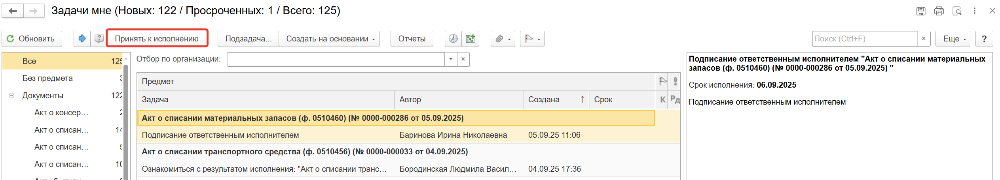 Задачи мне (Новых: 122 / Просроченных: 1 / Всего: 125)
Обновить
Принять к исполнению
Подзадача...
Создать на основании
Отчеты
Поиск (Ctrl+F)
×
Еще
?
Все 125
Без предмета
Документы 122
Акт о консер...
Акт о списан... 14
Акт о списан...
Акт о списан... 10
Отбор по организации:
×
Предмет
Задача Автор Создана ↑ Срок К РД
Акт о списании материальных запасов (ф. 0510460) (№ 0000-000286 от 05.09.2025)
Подписание ответственным исполнителем Баринова Ирина Николаевна 05.09.25 11:06
Акт о списании транспортного средства (ф. 0510456) (№ 0000-000033 от 04.09.2025)
Ознакомиться с результатом исполнения: "Акт о списании транс... Бородинская Людмила Васил... 04.09.25 17:36
Подписание ответственным исполнителем "Акт о списании материальных
запасов (ф. 0510460) (№ 0000-000286 от 05.09.2025) "
Срок исполнения: 06.09.2025
Подписание ответственным исполнителем